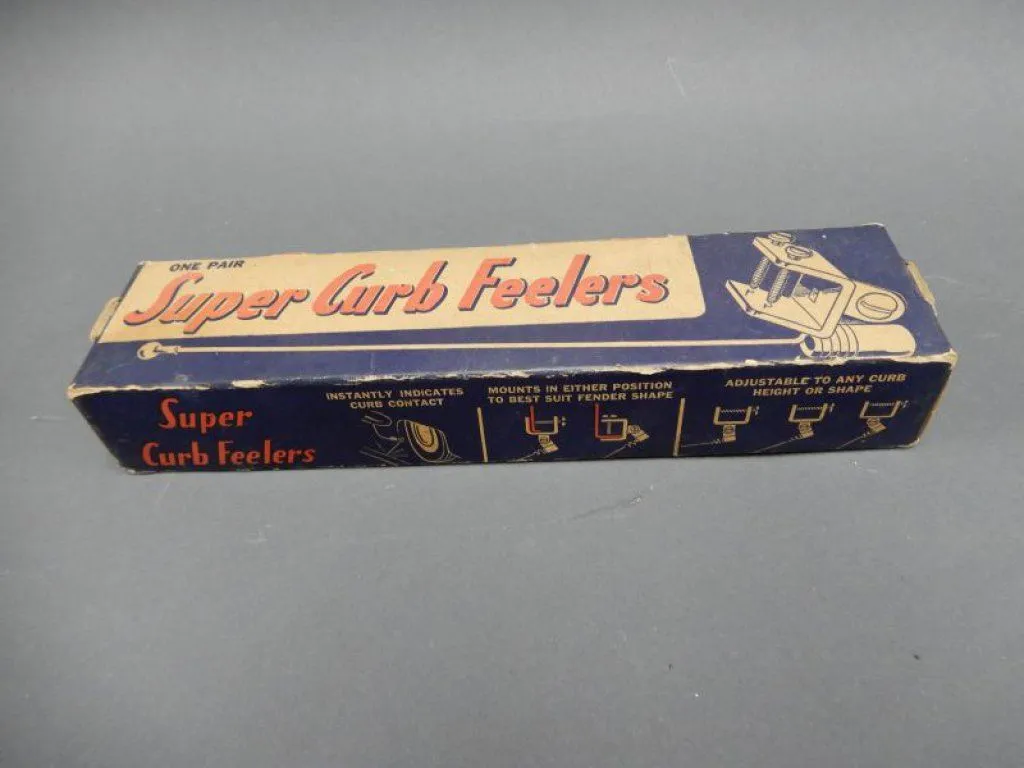 ONE PAIR
Super Curb Feelers
Super
Curb Feelers
INSTANTLY INDICATES
CURB CONTACT
MOUNTS IN EITHER POSITION
TO BEST SUIT FENDER SHAPE
ADJUSTABLE TO ANY CURB
HEIGHT OR SHAPE